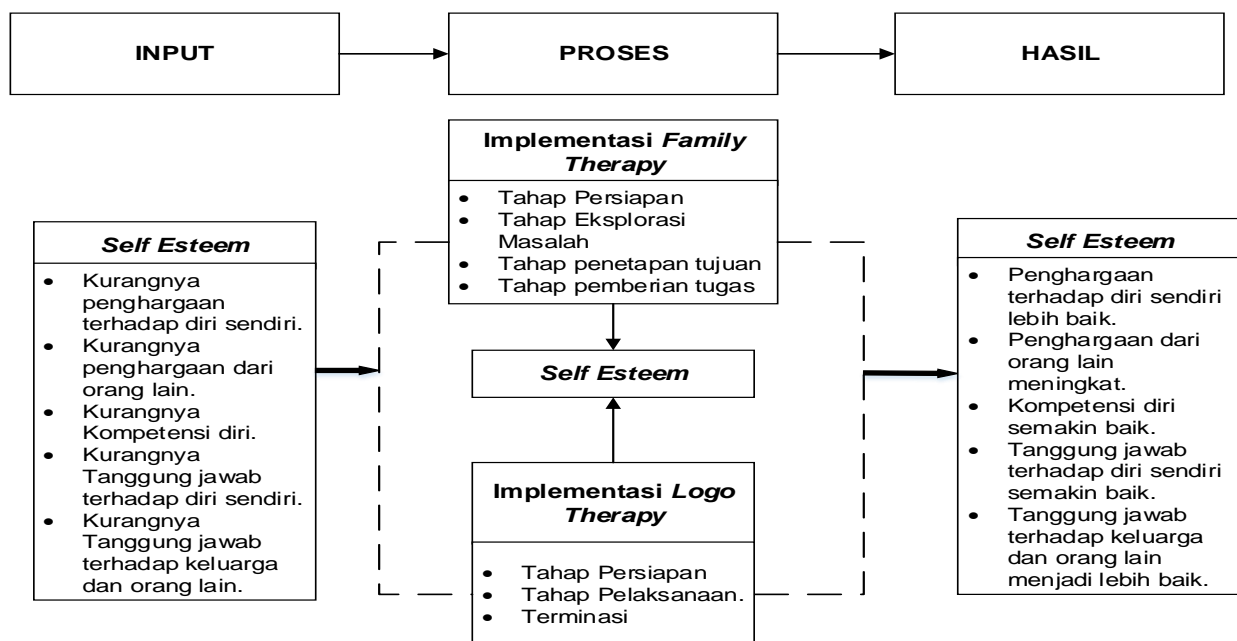 INPUT
PROSES
HASIL
Self Esteem
• Kurangnya
penghargaan
terhadap diri sendiri.
• Kurangnya
penghargaan dari
orang lain.
• Kurangnya
Kompetensi diri.
• Kurangnya
Tanggung jawab
terhadap diri sendiri.
• Kurangnya
Tanggung jawab
terhadap keluarga
dan orang lain.
Implementasi Family
Therapy
• Tahap Persiapan
• Tahap Eksplorasi
Masalah
• Tahap penetapan tujuan
• Tahap pemberian tugas
Self Esteem
Implementasi Logo
Therapy
• Tahap Persiapan
• Tahap Pelaksanaan.
• Terminasi
Self Esteem
• Penghargaan
terhadap diri sendiri
lebih baik.
• Penghargaan dari
orang lain
meningkat.
• Kompetensi diri
semakin baik.
• Tanggung jawab
terhadap diri sendiri
semakin baik.
• Tanggung jawab
terhadap keluarga
dan orang lain
menjadi lebih baik.